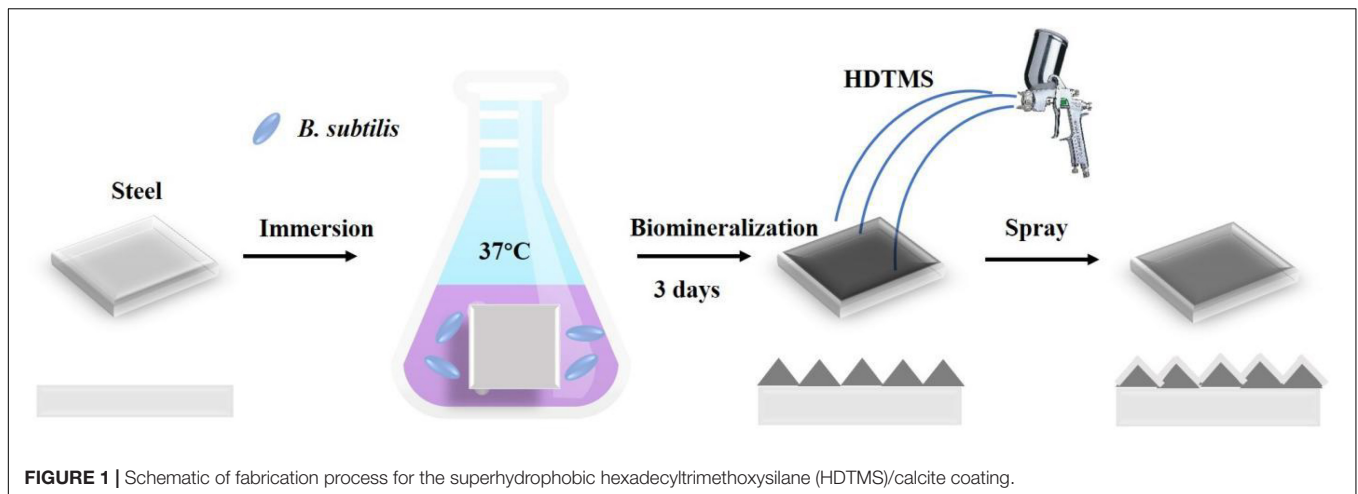 HDTMS
B. subtilis
Steel
Immersion
37°C
Biomineralization
3 days
Spray
FIGURE 1 | Schematic of fabrication process for the superhydrophobic hexadecyltrimethoxysilane (HDTMS)/calcite coating.